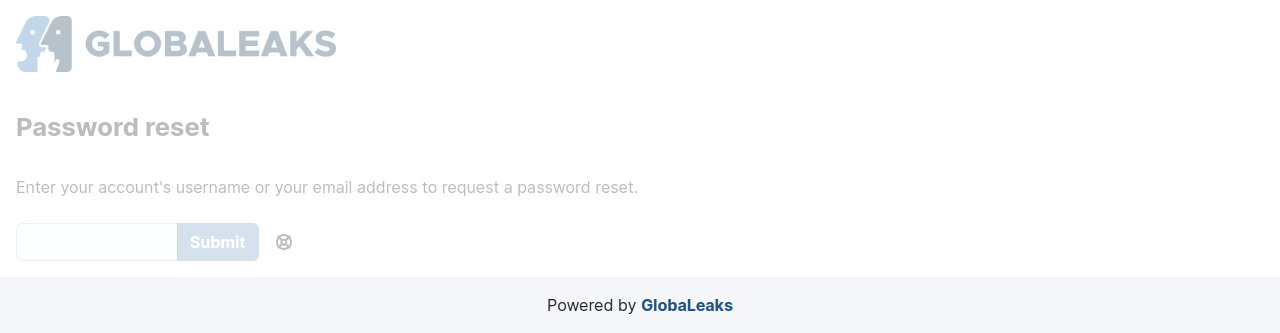 GLOBALEAKS
Password reset
Enter your account's username or your email address to request a password reset.
Submit
Powered by GlobaLeaks